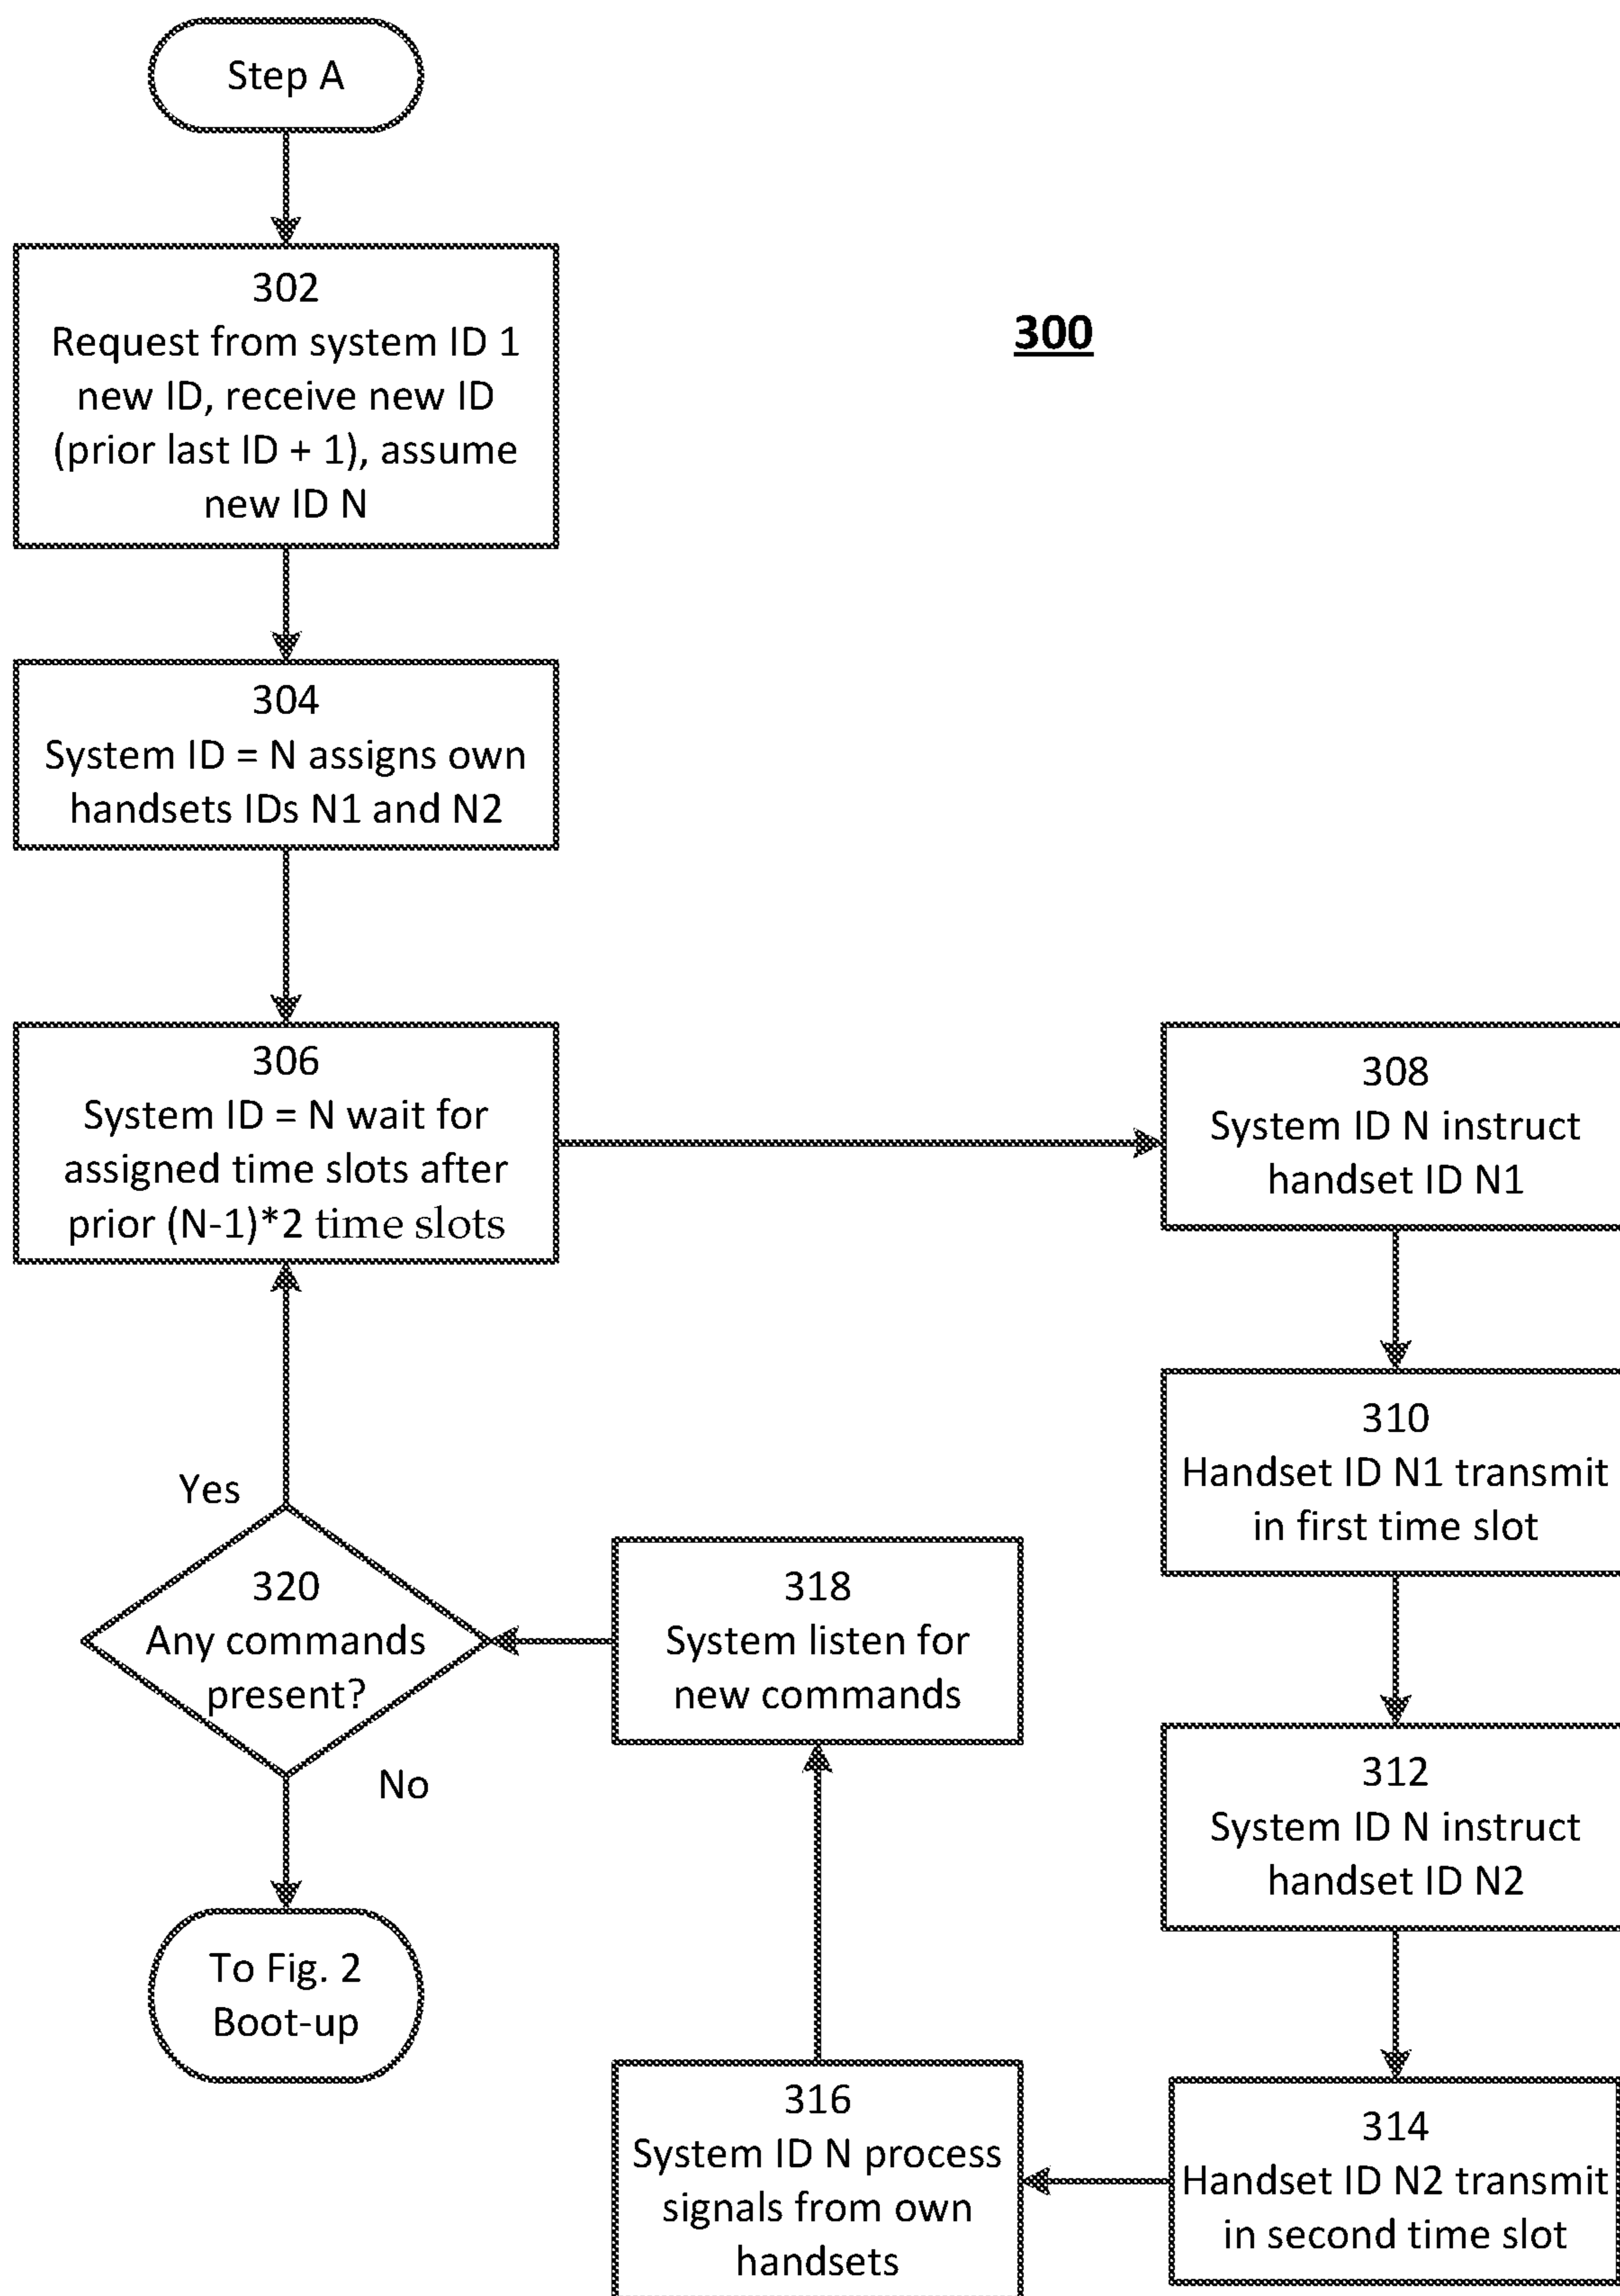 Step A
302
Request from system ID 1
new ID, receive new ID
(prior last ID + 1), assume
new ID N
300
304
System ID = N assigns own
handsets IDs N1 and N2
306
System ID = N wait for
assigned time slots after
prior (N-1)*2 time slots
308
System ID N instruct
handset ID N1
310
Handset ID N1 transmit
in first time slot
312
System ID N instruct
handset ID N2
314
Handset ID N2 transmit
in second time slot
316
System ID N process
signals from own
handsets
318
System listen for
new commands
320
Any commands
present?
Yes
No
To Fig. 2
Boot-up